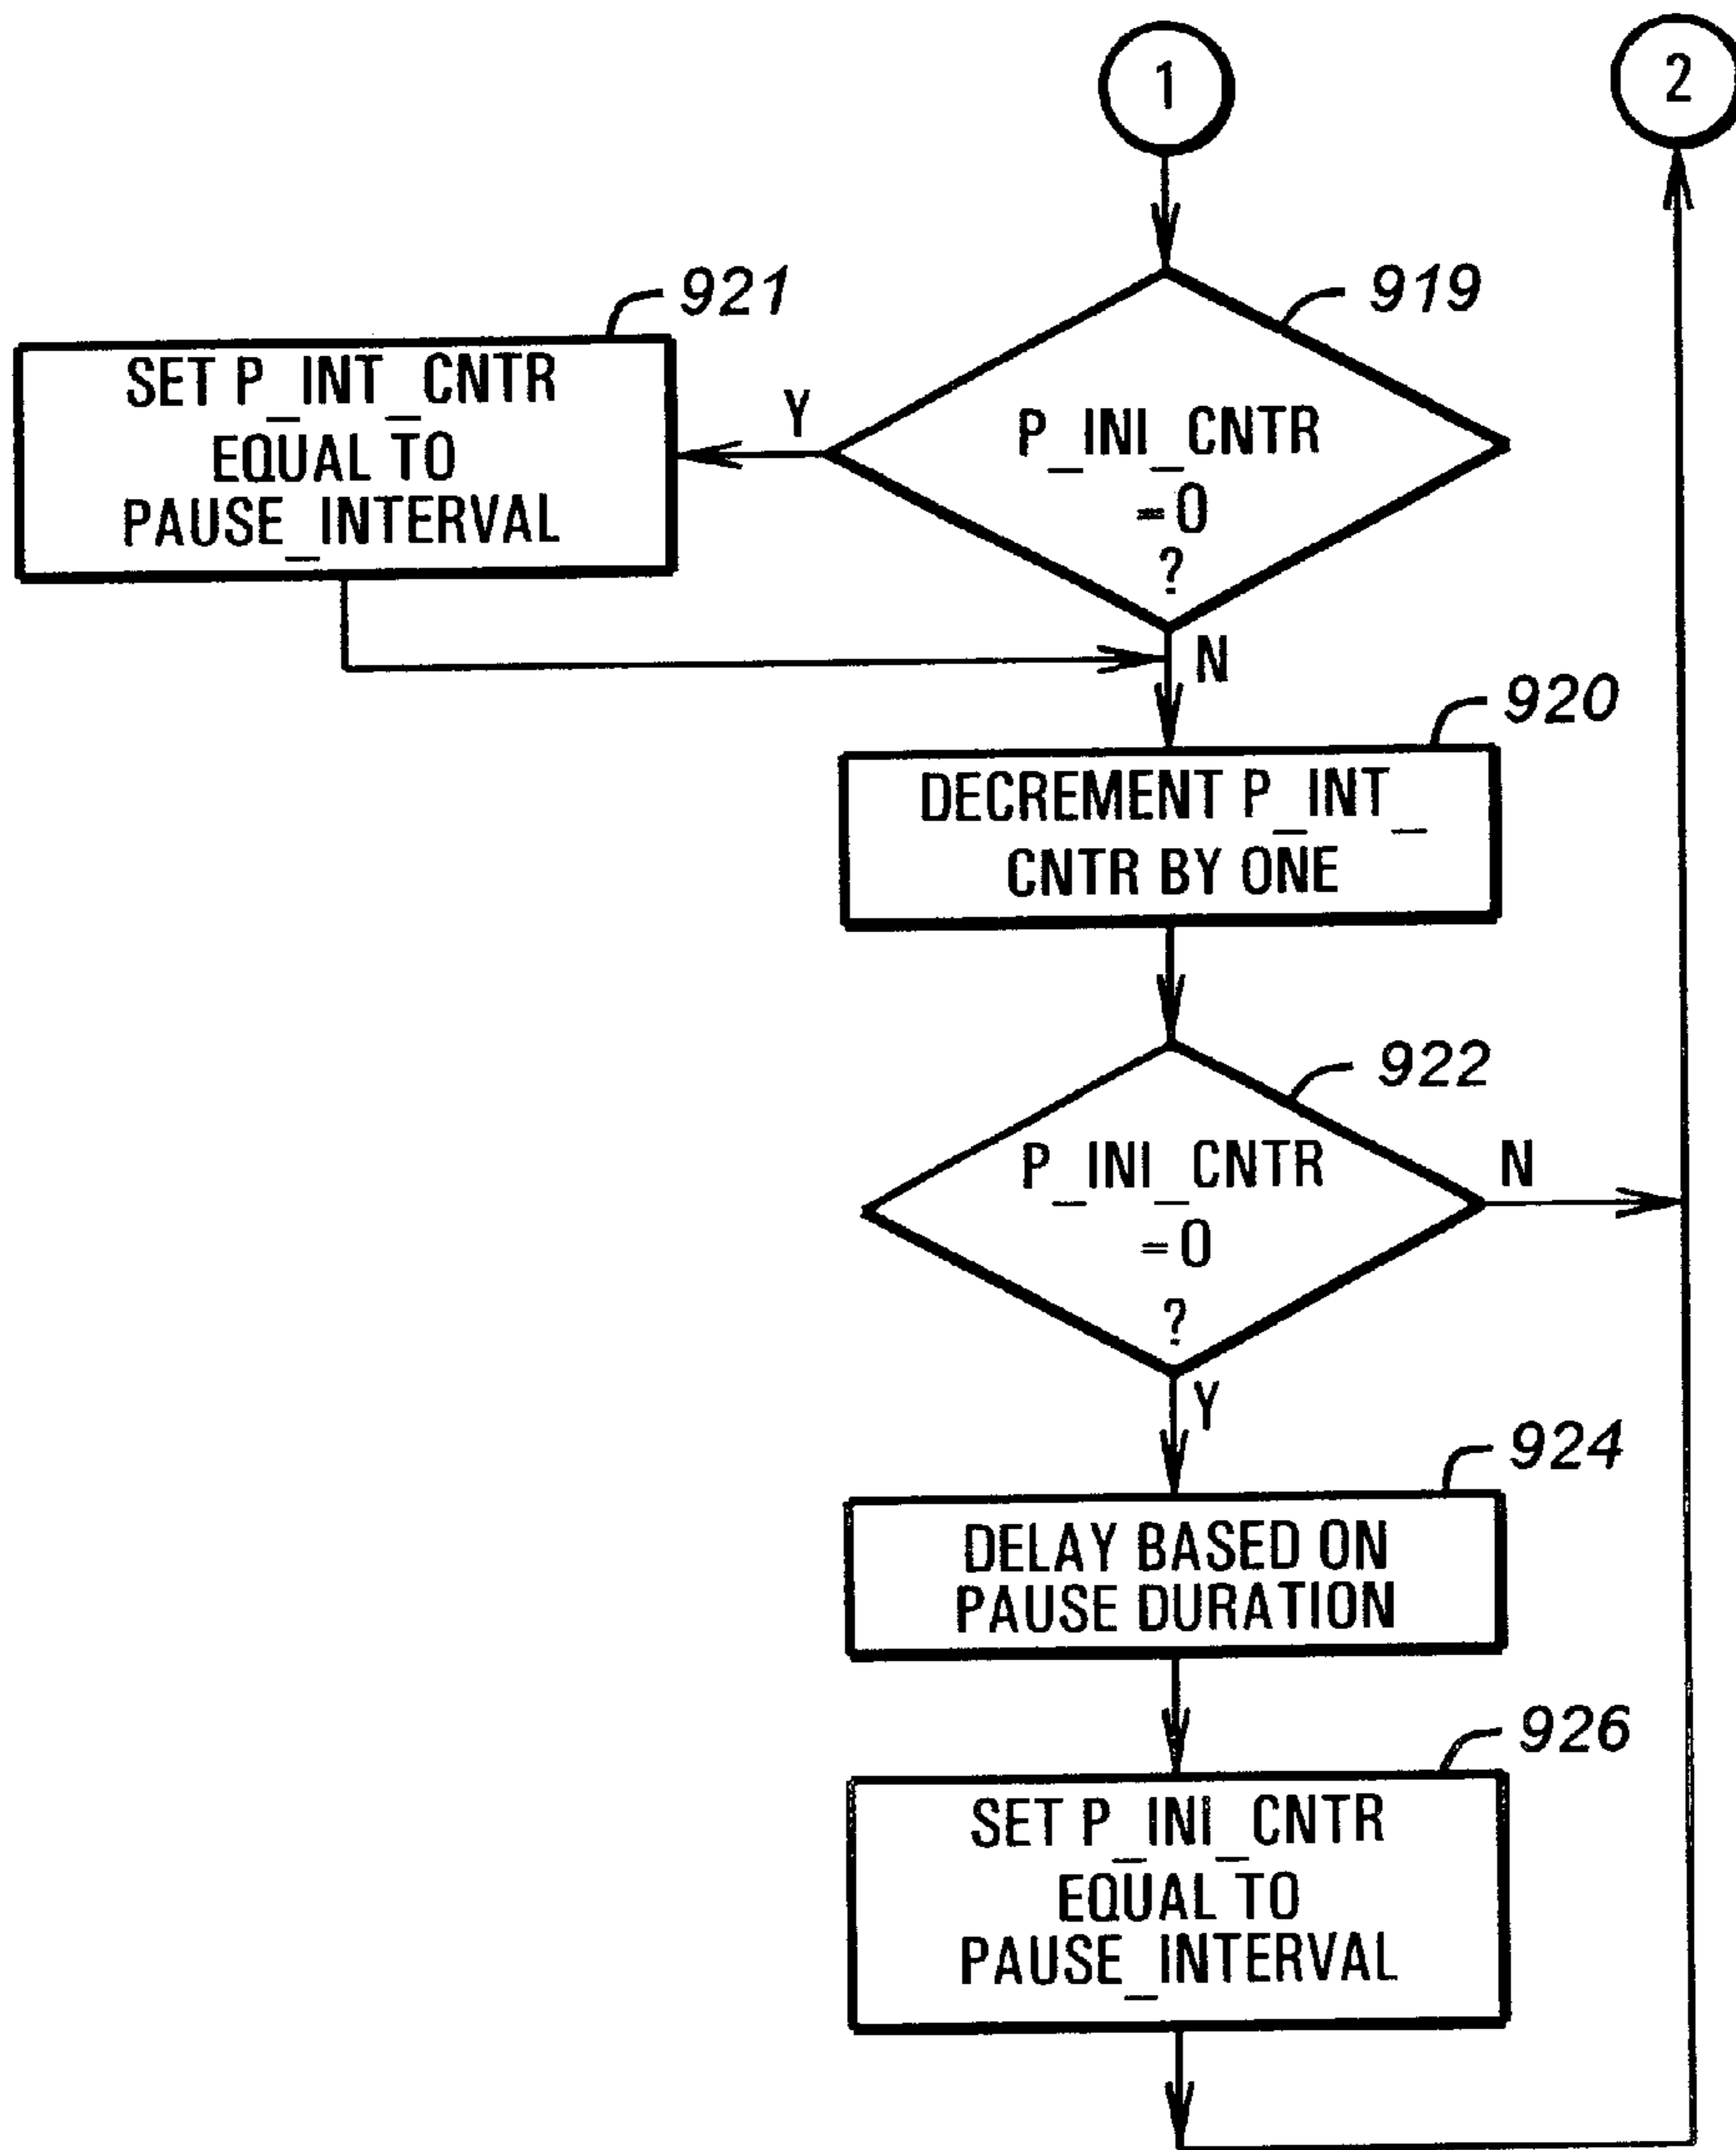 1
2
919
P_INI_CNTR
=0
?
Y
N
921
SET P_INT_CNTR
EQUAL TO
PAUSE_INTERVAL
920
DECREMENT P_INT_
CNTR BY ONE
922
P_INI_CNTR
=0
?
N
Y
924
DELAY BASED ON
PAUSE DURATION
926
SET P_INI_CNTR
EQUAL TO
PAUSE_INTERVAL